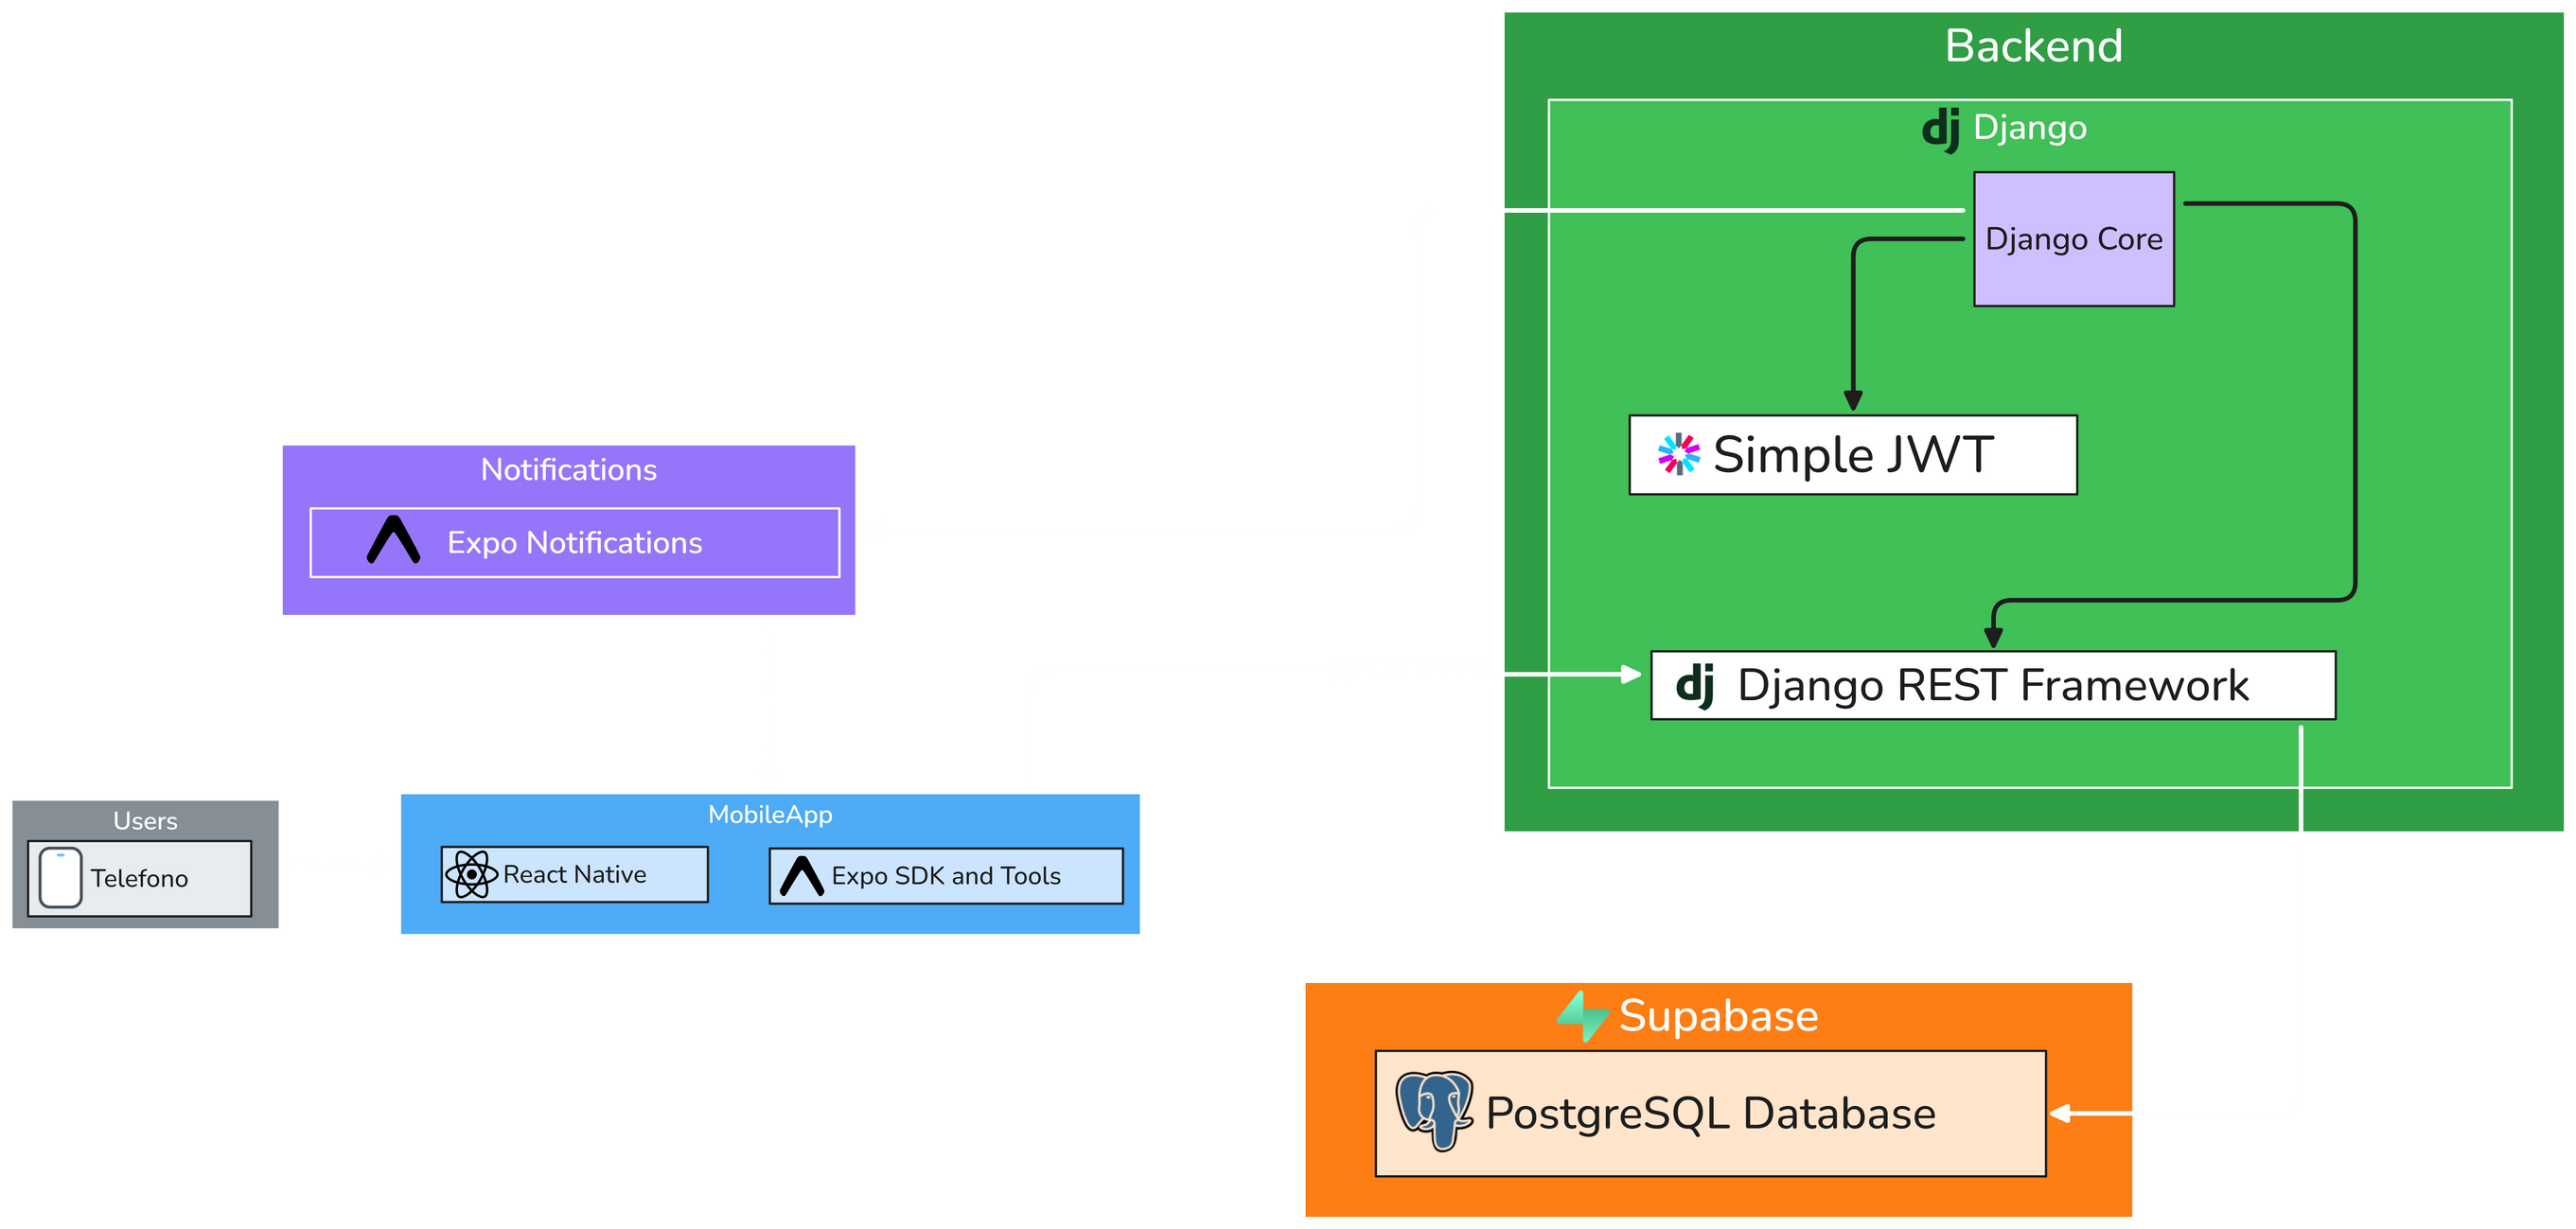 Backend
Django
Django Core
Simple JWT
Django REST Framework
Notifications
Expo Notifications
Users
Telefono
MobileApp
React Native
Expo SDK and Tools
Supabase
PostgreSQL Database